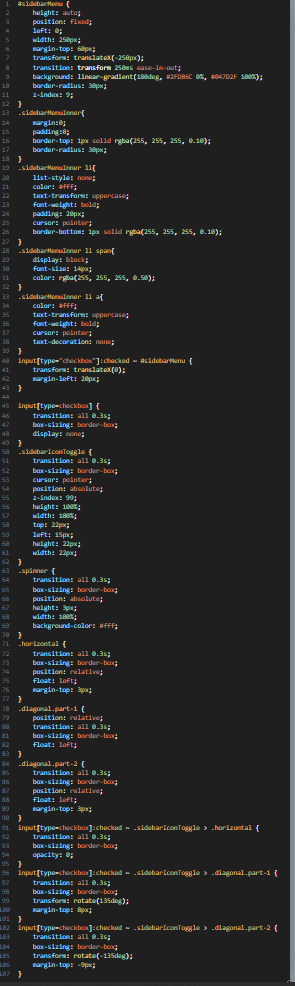 1 #sidebarMenu {
2 height: auto;
3 position: fixed;
4 left: 0;
5 width: 250px;
6 margin-top: 60px;
7 transform: translateX(-250px);
8 transition: transform 250ms ease-in-out;
9 background: linear-gradient(180deg, #2FD86C 0%, #047D2F 100%);
10 border-radius: 30px;
11 z-index: 9;
12 }
13 .sidebarMenuInner{
14 margin:0;
15 padding:0;
16 border-top: 1px solid rgba(255, 255, 255, 0.10);
17 border-radius: 30px;
18 }
19 .sidebarMenuInner li{
20 list-style: none;
21 color: #fff;
22 text-transform: uppercase;
23 font-weight: bold;
24 padding: 20px;
25 cursor: pointer;
26 border-bottom: 1px solid rgba(255, 255, 255, 0.10);
27 }
28 .sidebarMenuInner li span{
29 display: block;
30 font-size: 14px;
31 color: rgba(255, 255, 255, 0.50);
32 }
33 .sidebarMenuInner li a{
34 color: #fff;
35 text-transform: uppercase;
36 font-weight: bold;
37 cursor: pointer;
38 text-decoration: none;
39 }
40 input[type="checkbox"]:checked ~ #sidebarMenu {
41 transform: translateX(0);
42 margin-left: 20px;
43 }
44
45 input[type=checkbox] {
46 transition: all 0.3s;
47 box-sizing: border-box;
48 display: none;
49 }
50 .sidebarIconToggle {
51 transition: all 0.3s;
52 box-sizing: border-box;
53 cursor: pointer;
54 position: absolute;
55 z-index: 99;
56 height: 100%;
57 width: 100%;
58 top: 22px;
59 left: 15px;
60 height: 22px;
61 width: 22px;
62 }
63 .spinner {
64 transition: all 0.3s;
65 box-sizing: border-box;
66 position: absolute;
67 height: 3px;
68 width: 100%;
69 background-color: #fff;
70 }
71 .horizontal {
72 transition: all 0.3s;
73 box-sizing: border-box;
74 position: relative;
75 float: left;
76 margin-top: 3px;
77 }
78 .diagonal.part-1 {
79 position: relative;
80 transition: all 0.3s;
81 box-sizing: border-box;
82 float: left;
83 }
84 .diagonal.part-2 {
85 transition: all 0.3s;
86 box-sizing: border-box;
87 position: relative;
88 float: left;
89 margin-top: 3px;
90 }
91 input[type=checkbox]:checked ~ .sidebarIconToggle > .horizontal {
92 transition: all 0.3s;
93 box-sizing: border-box;
94 opacity: 0;
95 }
96 input[type=checkbox]:checked ~ .sidebarIconToggle > .diagonal.part-1 {
97 transition: all 0.3s;
98 box-sizing: border-box;
99 transform: rotate(135deg);
100 margin-top: 8px;
101 }
102 input[type=checkbox]:checked ~ .sidebarIconToggle > .diagonal.part-2 {
103 transition: all 0.3s;
104 box-sizing: border-box;
105 transform: rotate(-135deg);
106 margin-top: -9px;
107 }